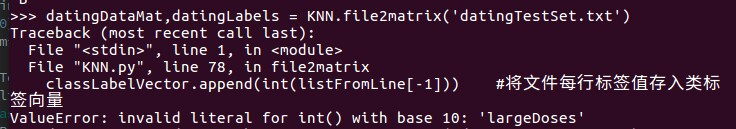 >>> datingDataMat,datingLabels = KNN.file2matrix('datingTestSet.txt')
Traceback (most recent call last):
  File "<stdin>", line 1, in <module>
  File "KNN.py", line 78, in file2matrix
    classLabelVector.append(int(listFromLine[-1]))    #将文件每行标签值存入类标
签向量
ValueError: invalid literal for int() with base 10: 'largeDoses'